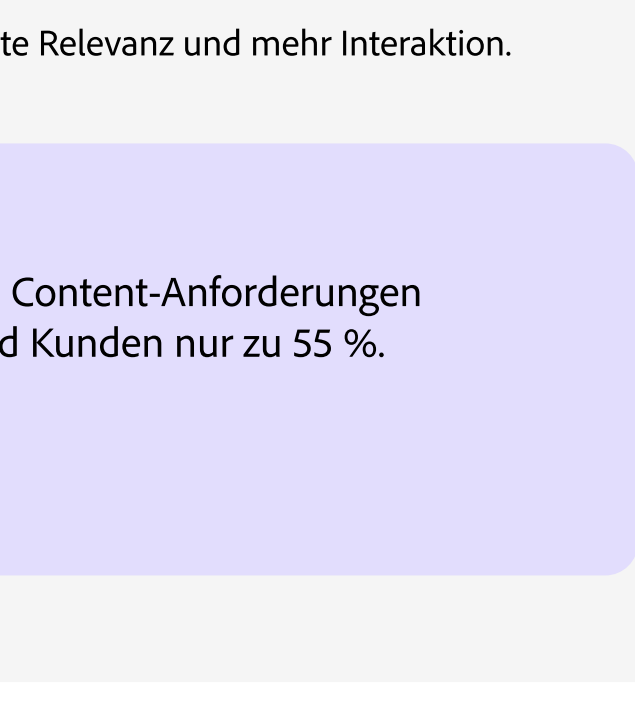 te Relevanz und mehr Interaktion.
Content-Anforderungen
d Kunden nur zu 55 %.